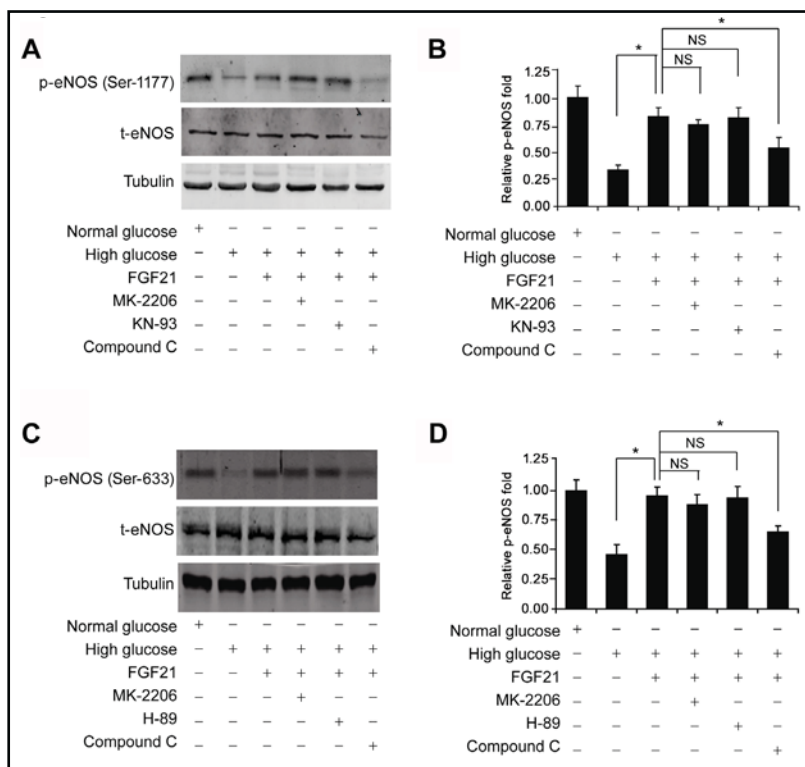 A
p-eNOS (Ser-1177)
t-eNOS
Tubulin
Normal glucose + − − − − −
High glucose − + + + + +
FGF21 − − + + + +
MK-2206 − − − + − −
KN-93 − − − − + −
Compound C − − − − − +
B
Relative p-eNOS fold
1.25
1.00
0.75
0.50
0.25
0.00
*
NS
*
NS
Normal glucose + − − − − −
High glucose − + + + + +
FGF21 − − + + + +
MK-2206 − − − + − −
KN-93 − − − − + −
Compound C − − − − − +
C
p-eNOS (Ser-633)
t-eNOS
Tubulin
Normal glucose + − − − − −
High glucose − + + + + +
FGF21 − − + + + +
MK-2206 − − − + − −
H-89 − − − − + −
Compound C − − − − − +
D
Relative p-eNOS fold
1.25
1.00
0.75
0.50
0.25
0.00
*
NS
*
NS
Normal glucose + − − − − −
High glucose − + + + + +
FGF21 − − + + + +
MK-2206 − − − + − −
H-89 − − − − + −
Compound C − − − − − +